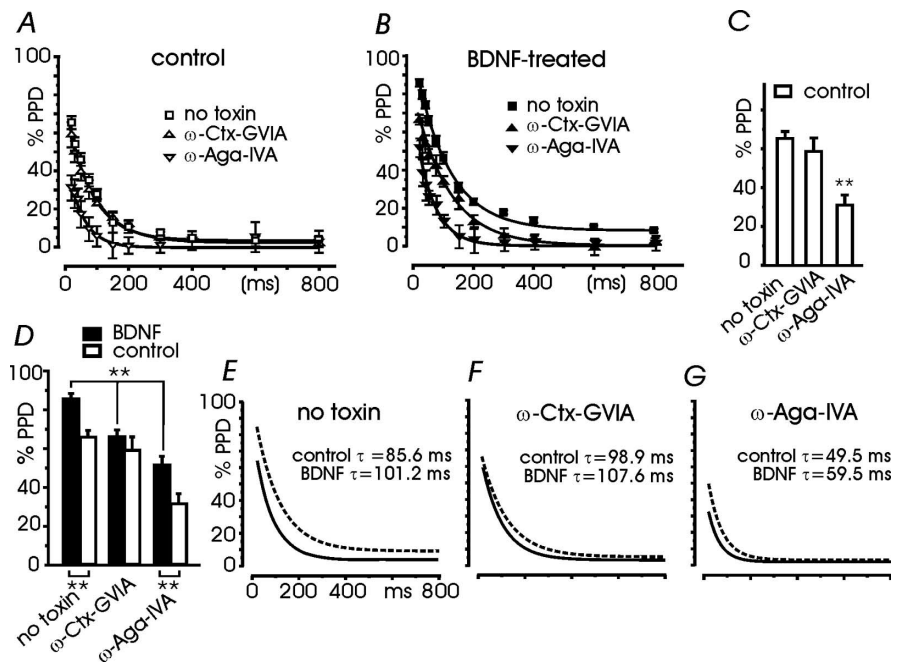 A
control
% PPD
100
80
60
40
20
0
no toxin
ω-Ctx-GVIA
ω-Aga-IVA
0
200
400
(ms)
800
B
BDNF-treated
% PPD
100
80
60
40
20
0
no toxin
ω-Ctx-GVIA
ω-Aga-IVA
0
200
400
(ms)
800
C
control
% PPD
100
80
60
40
20
0
**
no toxin
ω-Ctx-GVIA
ω-Aga-IVA
D
BDNF
control
% PPD
100
80
60
40
20
0
**
**
**
no toxin
ω-Ctx-GVIA
ω-Aga-IVA
E
no toxin
% PPD
100
80
60
40
20
0
control τ =85.6 ms
BDNF τ=101.2 ms
0
200
400
ms
800
F
ω-Ctx-GVIA
control τ =98.9 ms
BDNF τ=107.6 ms
G
ω-Aga-IVA
control τ=49.5 ms
BDNF τ=59.5 ms